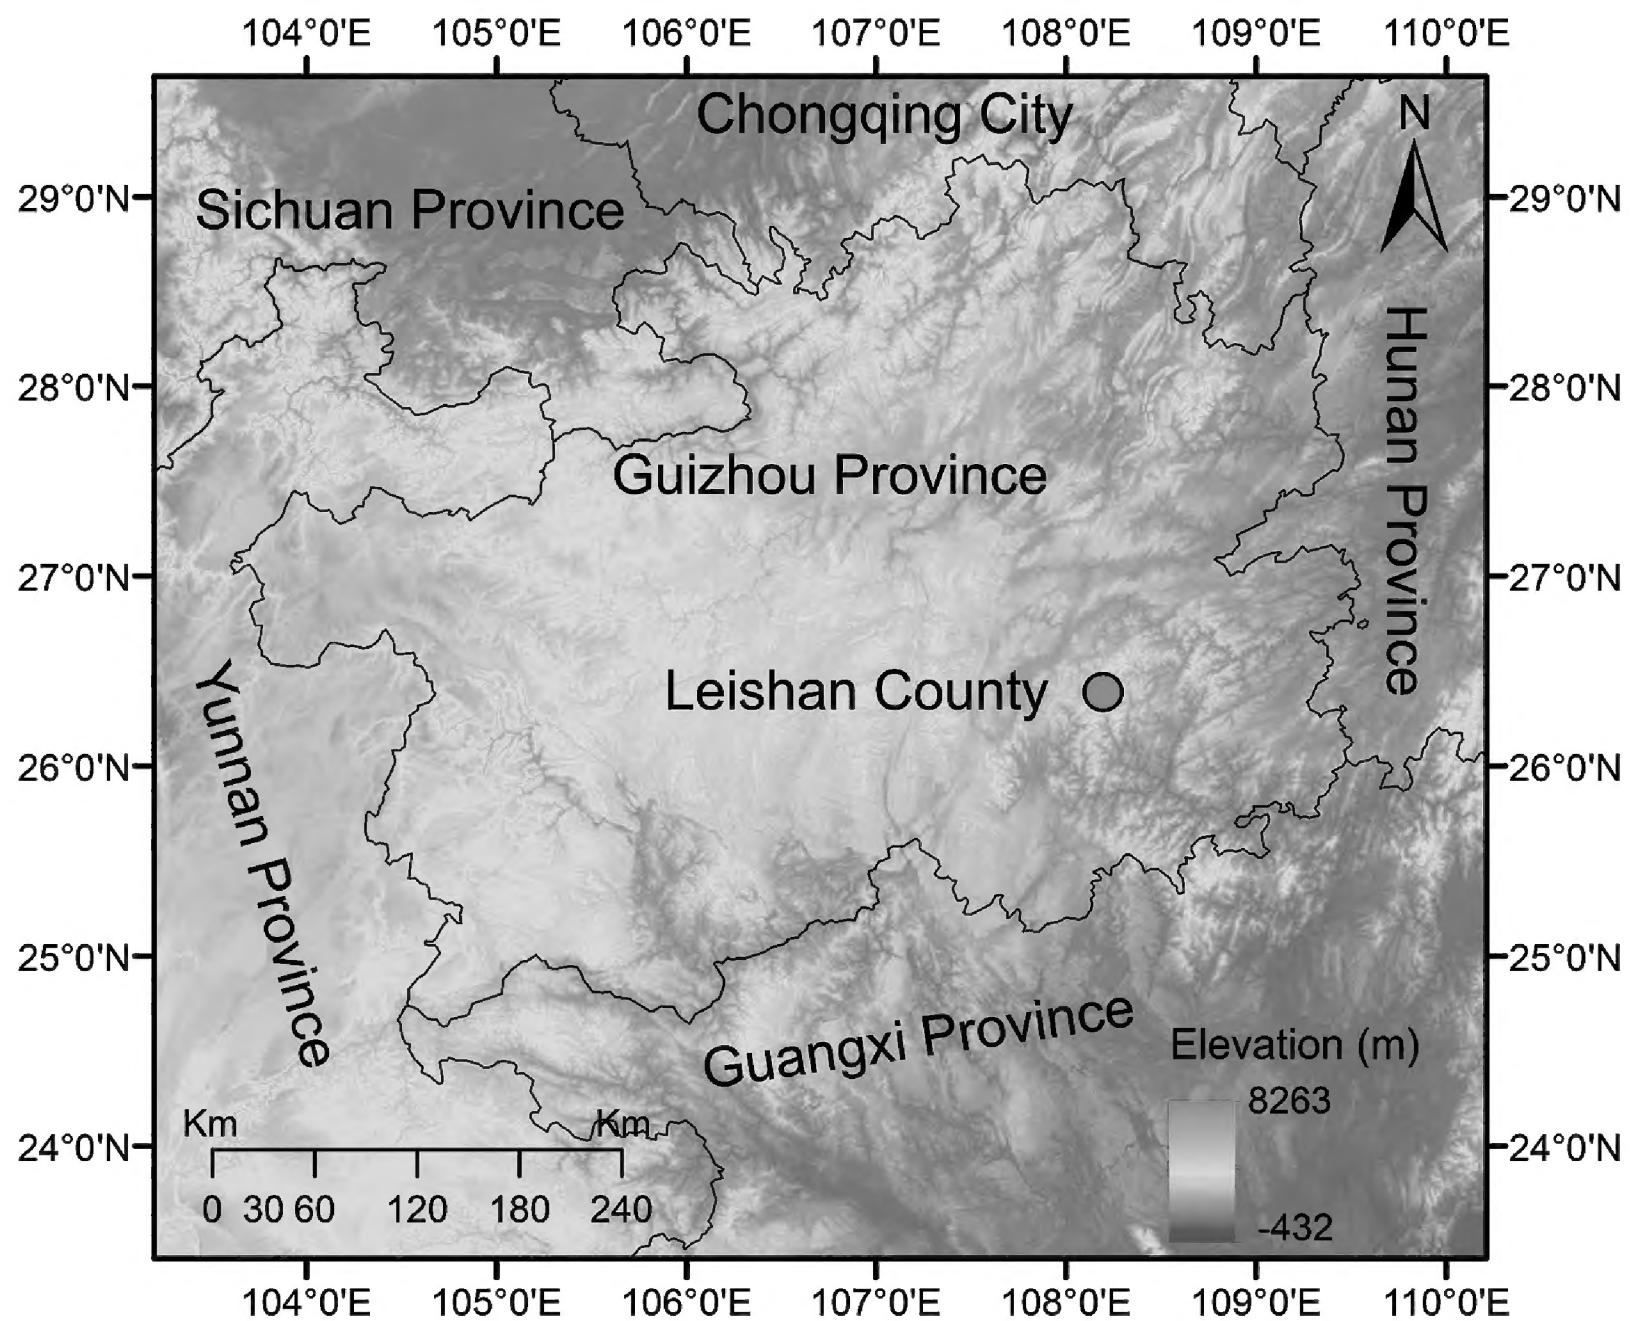 104°0'E 105°0'E 106°0'E 107°0'E 108°0'E 109°0'E 110°0'E
Chongqing City
N
29°0'N 29°0'N
Sichuan Province
Hunan Province
28°0'N 28°0'N
Guizhou Province
27°0'N 27°0'N
Leishan County
Yunnan Province
26°0'N 26°0'N
25°0'N 25°0'N
Guangxi Province
Elevation (m)
8263
-432
Km Km
24°0'N 24°0'N
0 30 60 120 180 240
104°0'E 105°0'E 106°0'E 107°0'E 108°0'E 109°0'E 110°0'E